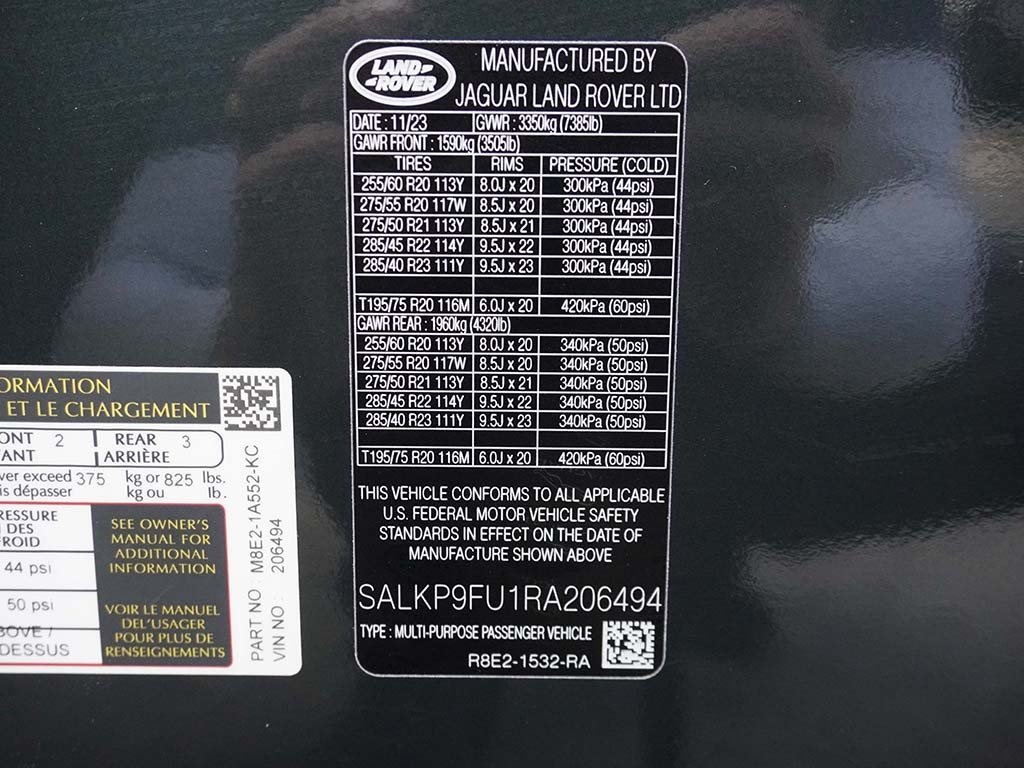 LAND-
-ROVER
MANUFACTURED BY
JAGUAR LAND ROVER LTD
DATE : 11/23 GVWR : 3350kg (7385lb)
GAWR FRONT : 1590kg (3505lb)
TIRES RIMS PRESSURE (COLD)
255/60 R20 113Y 8.0J x 20 300kPa (44psi)
275/55 R20 117W 8.5J x 20 300kPa (44psi)
275/50 R21 113Y 8.5J x 21 300kPa (44psi)
285/45 R22 114Y 9.5J x 22 300kPa (44psi)
285/40 R23 111Y 9.5J x 23 300kPa (44psi)
T195/75 R20 116M 6.0J x 20 420kPa (60psi)
GAWR REAR : 1960kg (4320lb)
255/60 R20 113Y 8.0J x 20 340kPa (50psi)
275/55 R20 117W 8.5J x 20 340kPa (50psi)
275/50 R21 113Y 8.5J x 21 340kPa (50psi)
285/45 R22 114Y 9.5J x 22 340kPa (50psi)
285/40 R23 111Y 9.5J x 23 340kPa (50psi)
T195/75 R20 116M 6.0J x 20 420kPa (60psi)
THIS VEHICLE CONFORMS TO ALL APPLICABLE
U.S. FEDERAL MOTOR VEHICLE SAFETY
STANDARDS IN EFFECT ON THE DATE OF
MANUFACTURE SHOWN ABOVE
SALKP9FU1RA206494
TYPE : MULTI-PURPOSE PASSENGER VEHICLE
R8E2-1532-RA
ORMATION
ET LE CHARGEMENT
ONT 2 REAR 3
ANT ARRIÈRE
ver exceed 375 kg or 825 lbs.
is dépasser kg ou lb.
RESSURE
DES
FROID
44 psi
50 psi
BOVE /
DESSUS
SEE OWNER'S
MANUAL FOR
ADDITIONAL
INFORMATION
VOIR LE MANUEL
DEL'USAGER
POUR PLUS DE
RENSEIGNEMENTS
PART NO : M8E2-1A552-KC
VIN NO : 206494